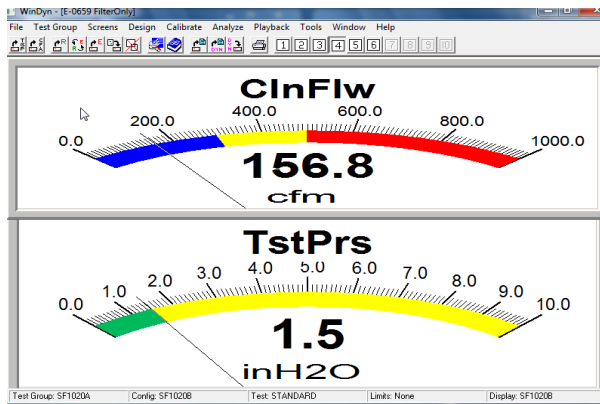 WinDyn - [E-0659 FilterOnly]
File Test Group Screens Design Calibrate Analyze Playback Tools Window Help
1 2 3 4 5 6 7 8 9 10
ClnFlw
0.0 200.0 400.0 600.0 800.0 1000.0
156.8
cfm
TstPrs
0.0 1.0 2.0 3.0 4.0 5.0 6.0 7.0 8.0 9.0 10.0
1.5
inH2O
Test Group: SF1020A Config: SF1020B Test: STANDARD Limits: None Display: SF1020B